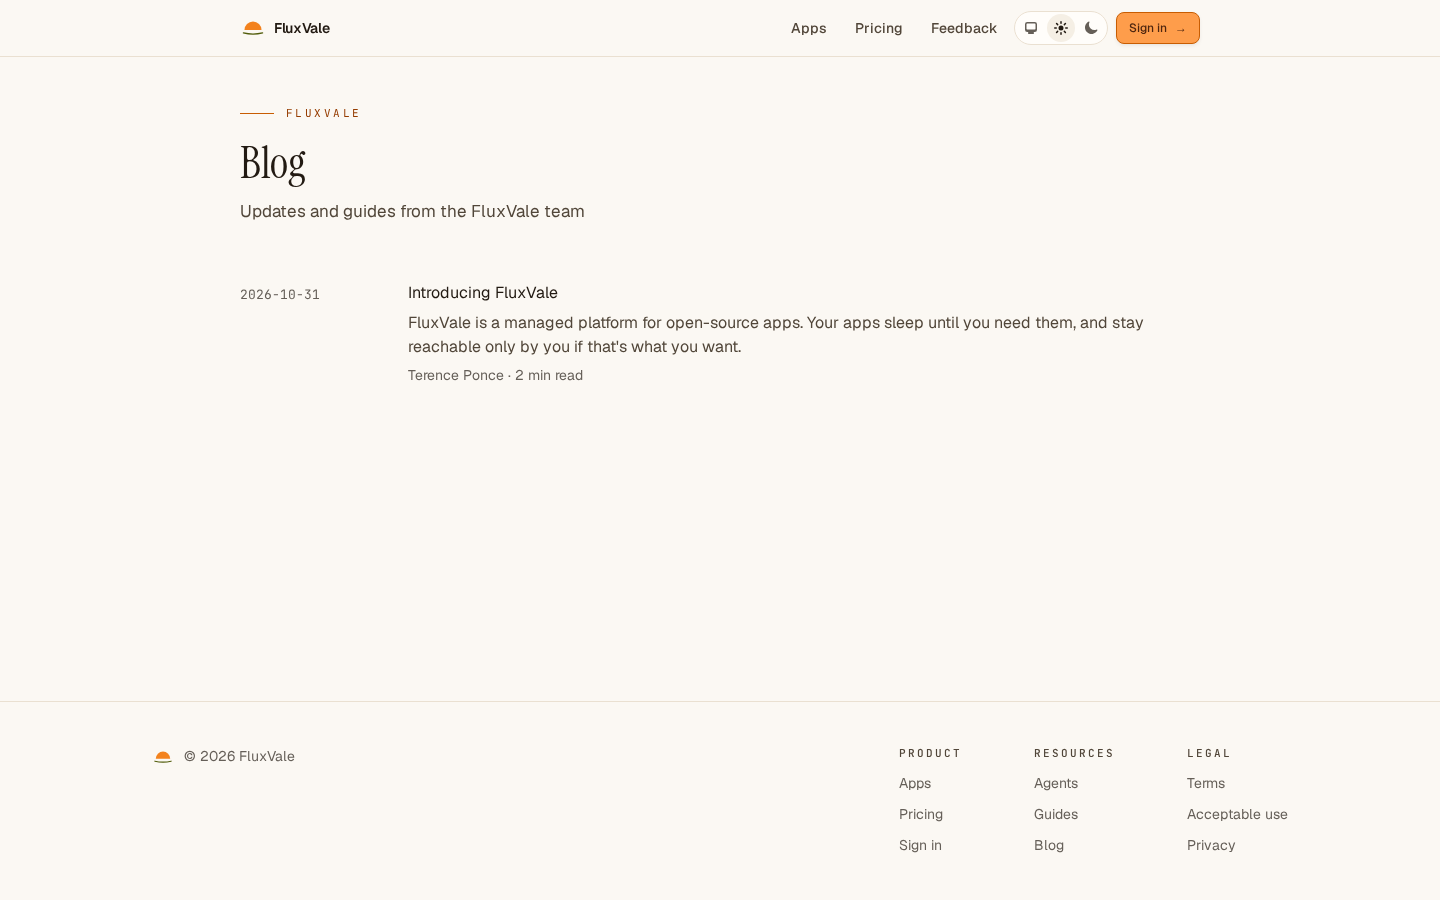 FluxVale
Apps
Pricing
Feedback
Sign in →
FLUXVALE
Blog
Updates and guides from the FluxVale team
2026-10-31
Introducing FluxVale
FluxVale is a managed platform for open-source apps. Your apps sleep until you need them, and stay
reachable only by you if that's what you want.
Terence Ponce · 2 min read
© 2026 FluxVale
PRODUCT
Apps
Pricing
Sign in
RESOURCES
Agents
Guides
Blog
LEGAL
Terms
Acceptable use
Privacy